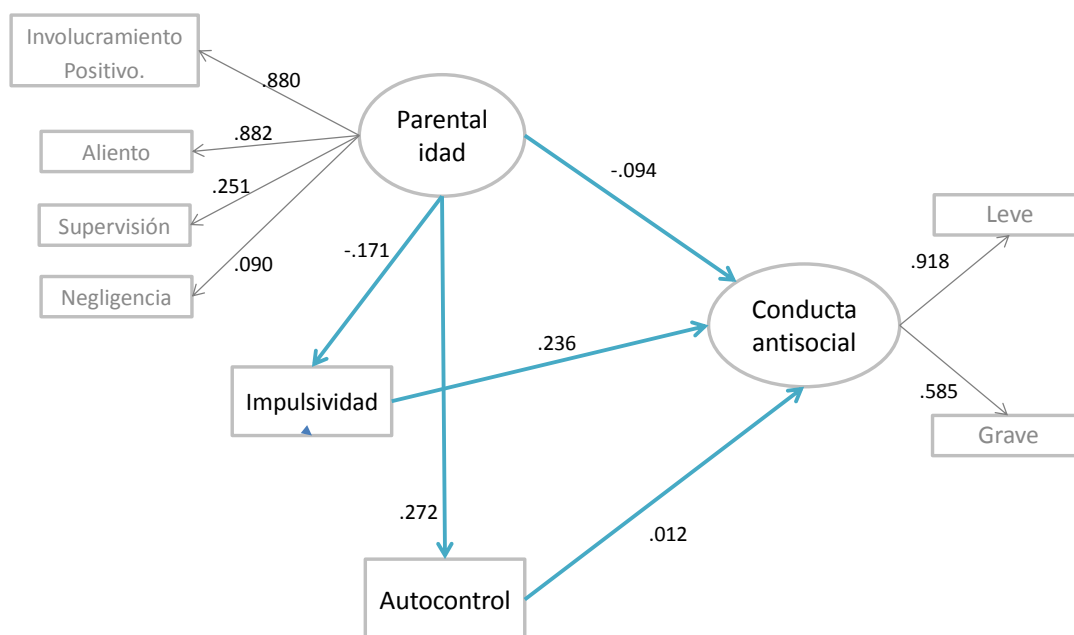 Involucramiento
Positivo.
.880
Parental
idad
.882
Aliento
-.094
.251
Supervisión
Leve
-.171
.090
.918
Negligencia
Conducta
antisocial
.236
Impulsividad
.585
Grave
.272
.012
Autocontrol